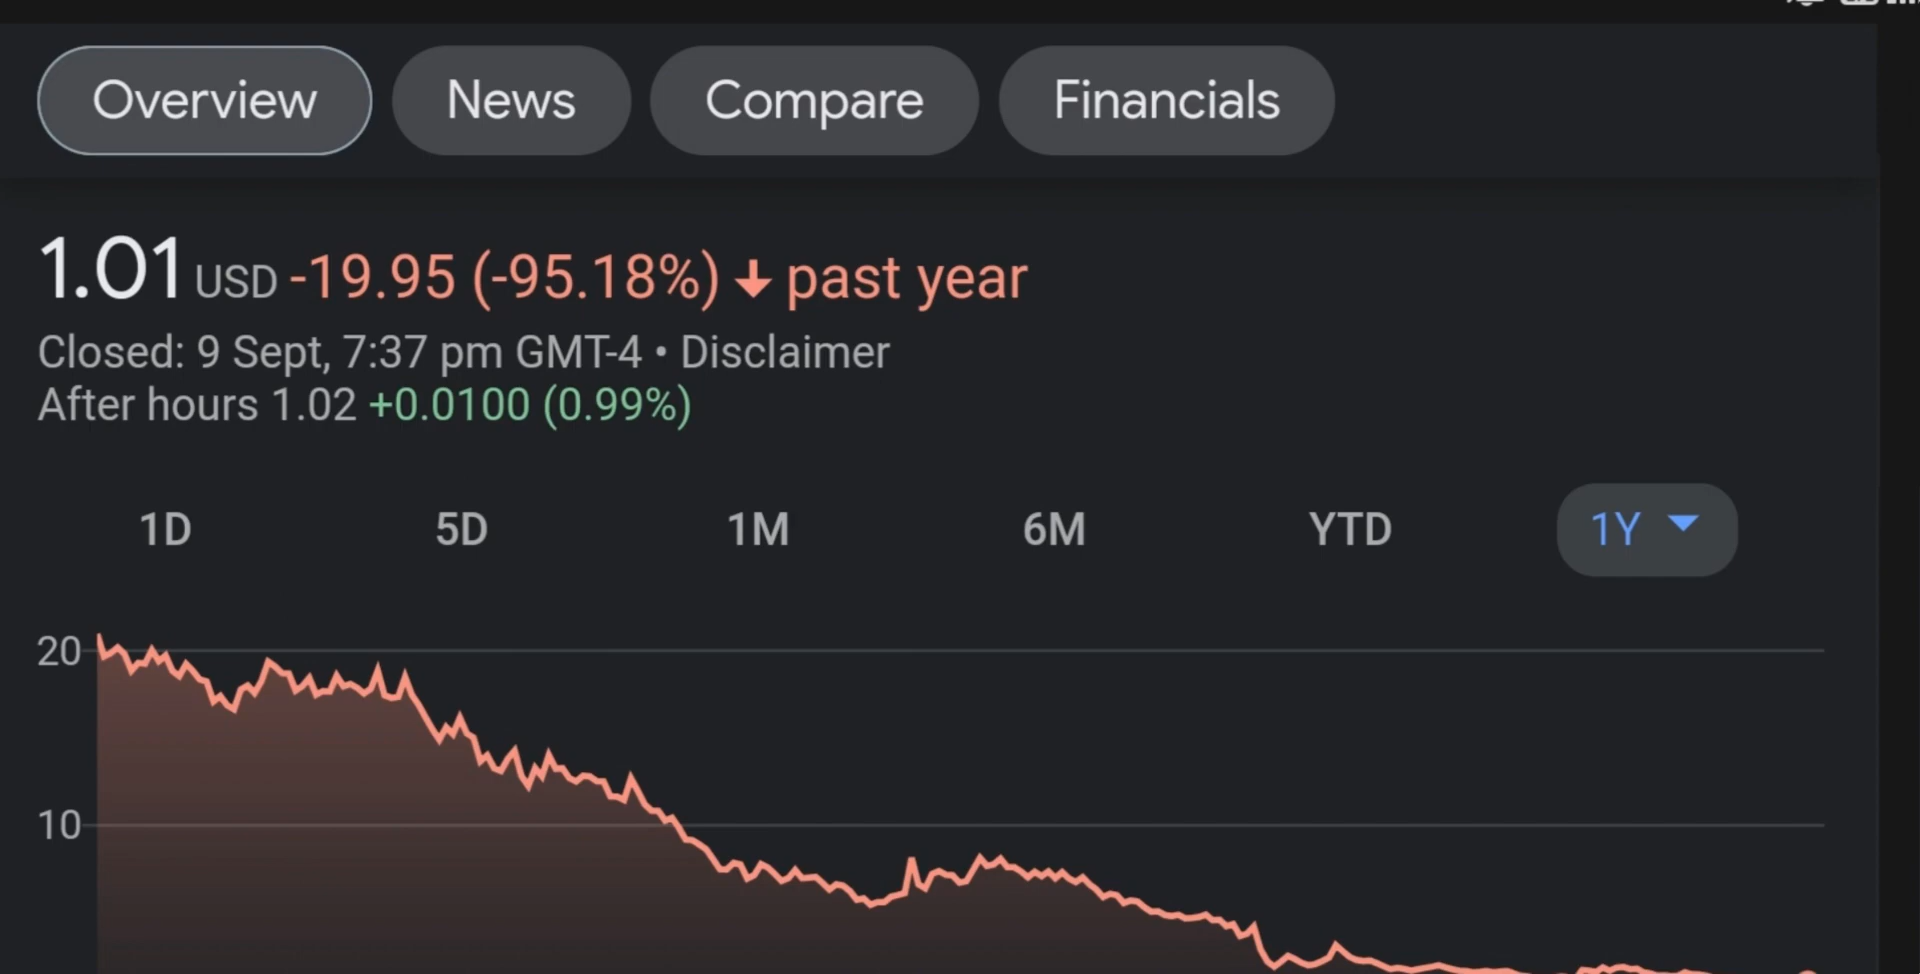 Overview News Compare Financials
1.01 USD -19.95 (-95.18%) ↓ past year
Closed: 9 Sept, 7:37 pm GMT-4 • Disclaimer
After hours 1.02 +0.0100 (0.99%)
1D 5D 1M 6M YTD 1Y
20
10